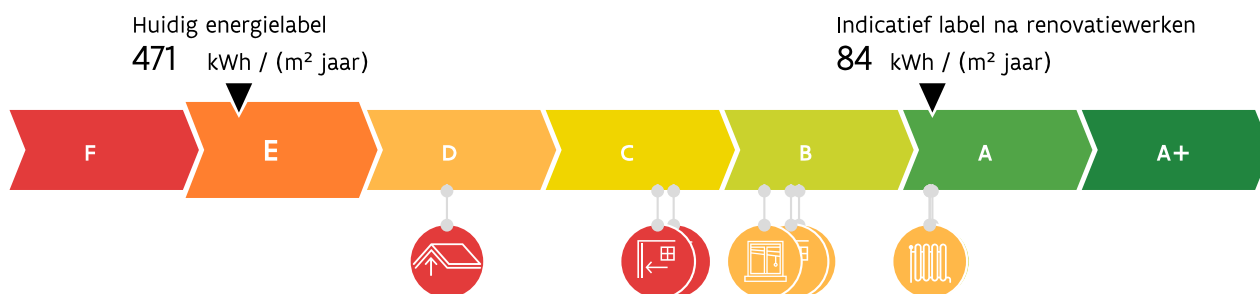 Huidig energielabel
471 kWh / (m² jaar)
Indicatief label na renovatiewerken
84 kWh / (m² jaar)
F E D C B A A+